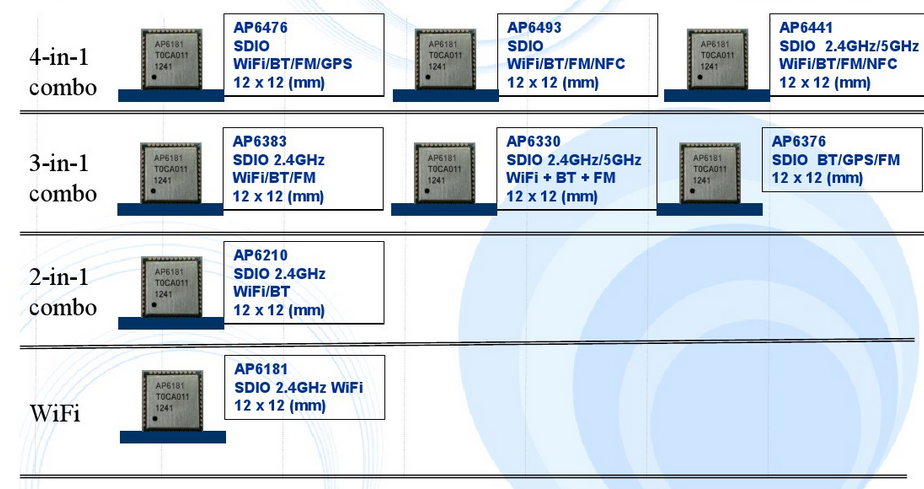 4-in-1
combo
AP6181
T0CA011
1241
AP6476
SDIO
WiFi/BT/FM/GPS
12 x 12 (mm)
AP6181
T0CA011
1241
AP6493
SDIO
WiFi/BT/FM/NFC
12 x 12 (mm)
AP6181
T0CA011
1241
AP6441
SDIO 2.4GHz/5GHz
WiFi/BT/FM/NFC
12 x 12 (mm)
3-in-1
combo
AP6181
T0CA011
1241
AP6383
SDIO 2.4GHz
WiFi/BT/FM
12 x 12 (mm)
AP6181
T0CA011
1241
AP6330
SDIO 2.4GHz/5GHz
WiFi + BT + FM
12 x 12 (mm)
AP6181
T0CA011
1241
AP6376
SDIO BT/GPS/FM
12 x 12 (mm)
2-in-1
combo
AP6181
T0CA011
1241
AP6210
SDIO 2.4GHz
WiFi/BT
12 x 12 (mm)
WiFi
AP6181
T0CA011
1241
AP6181
SDIO 2.4GHz WiFi
12 x 12 (mm)